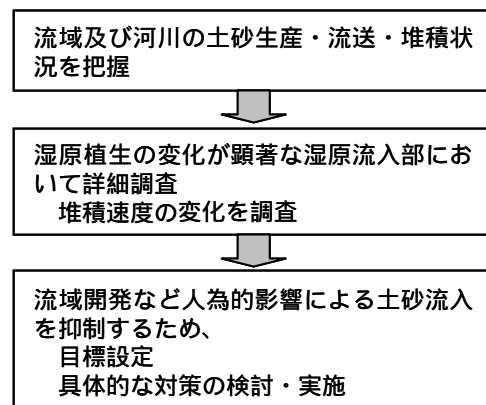 流域及び河川の土砂生産・流送・堆積状
況を把握
湿原植生の変化が顕著な湿原流入部にお
いて詳細調査
堆積速度の変化を調査
流域開発など人為的影響による土砂流入
を抑制するため、
目標設定
具体的な対策の検討・実施